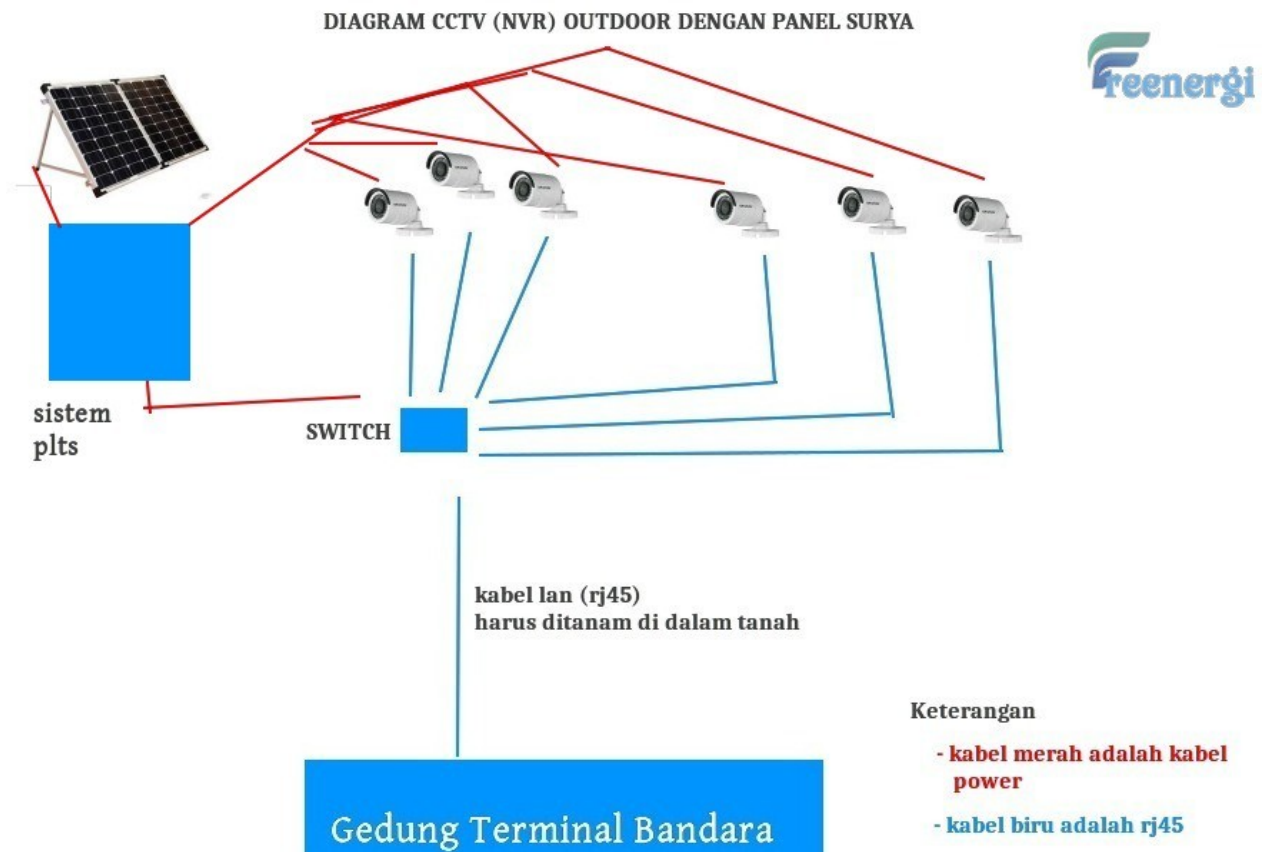 DIAGRAM CCTV (NVR) OUTDOOR DENGAN PANEL SURYA
Freenergi
sistem
plts
SWITCH
kabel lan (rj45)
harus ditanam di dalam tanah
Gedung Terminal Bandara
Keterangan
- kabel merah adalah kabel
power
- kabel biru adalah rj45